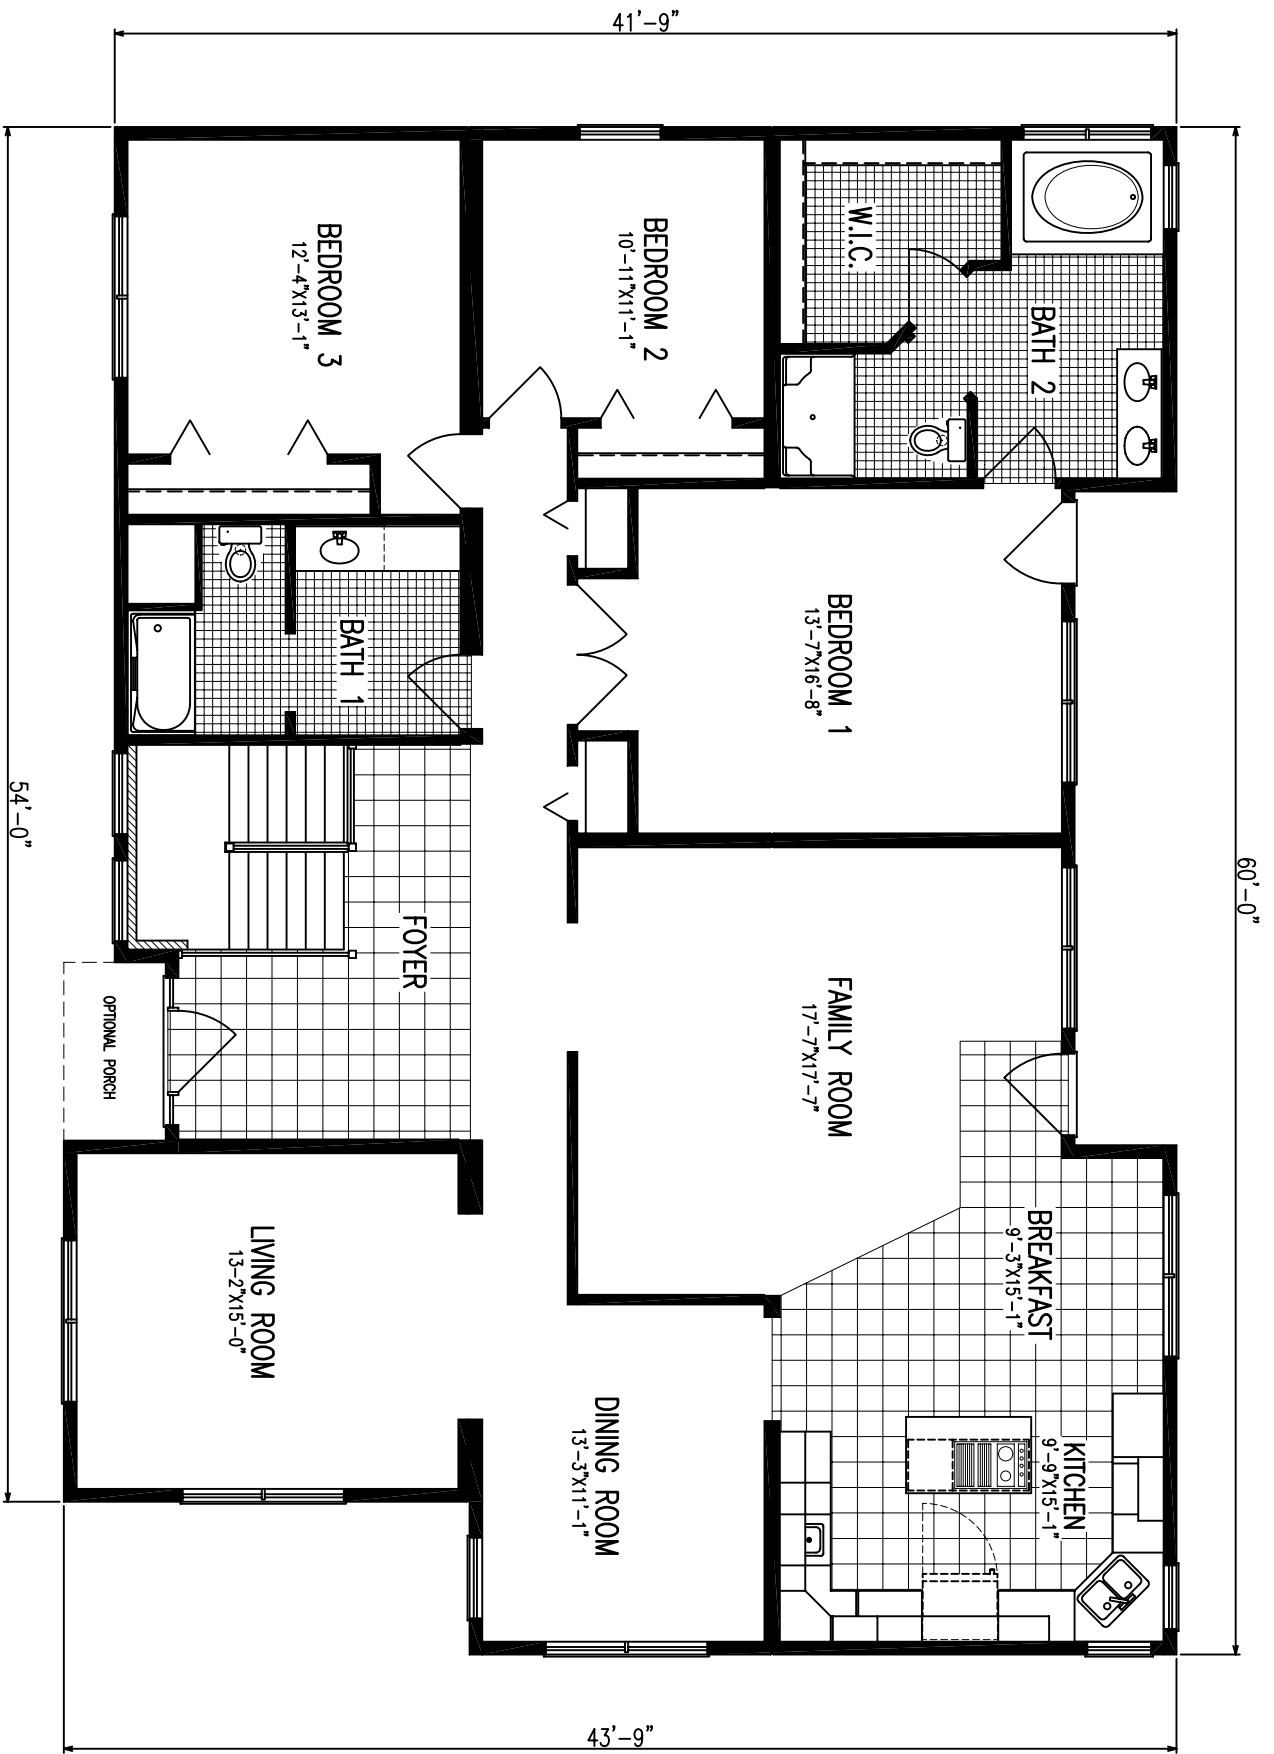 41'-9"
60'-0"
54'-0"
43'-9"
BATH 2
W.I.C.
BEDROOM 2
10'-11"X11'-1"
BEDROOM 3
12'-4"X13'-1"
BEDROOM 1
13'-7"X16'-8"
BATH 1
FOYER
OPTIONAL PORCH
FAMILY ROOM
17'-7"X17'-7"
BREAKFAST
9'-3"X15'-1"
KITCHEN
9'-9"X15'-1"
DINING ROOM
13'-3"X11'-1"
LIVING ROOM
13-2"X15'-0"